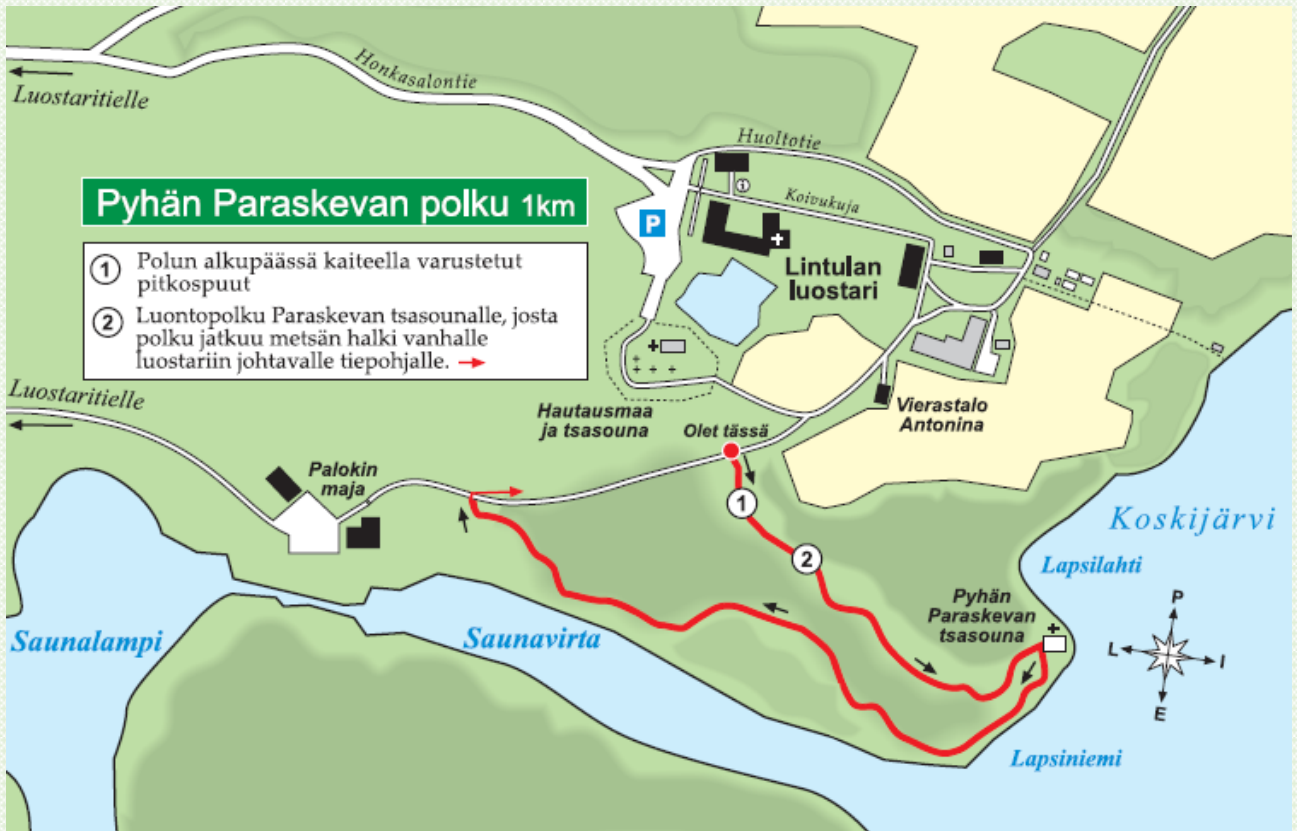 Honkasalontie
Luostaritielle
Huoltotie
Pyhän Paraskevan polku 1km
i
Koivukuja
P
1 Polun alkupäässä kaiteella varustetut
pitkospuut
Lintulan
luostari
2 Luontopolku Paraskevan tsasounalle, josta
polku jatkuu metsän halki vanhalle
luostariin johtavalle tiepohjalle.
Luostaritielle
Hautausmaa
ja tsasouna
Vierastalo
Antonina
Olet tässä
Palokin
maja
1
Koskijärvi
2
Lapsilahti
Pyhän
Paraskevan
tsasouna
Saunalampi
Saunavirta
P
L
I
E
Lapsiniemi